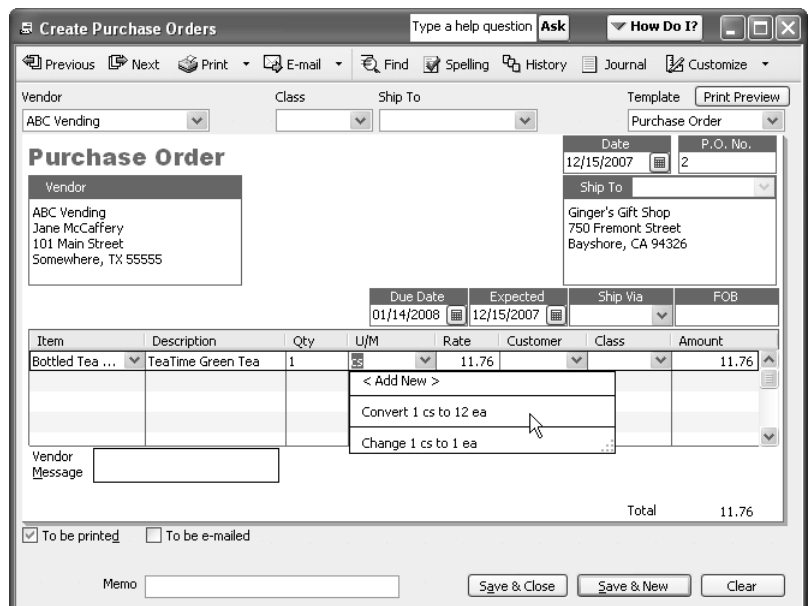 Create Purchase Orders Type a help question Ask How Do I?
Previous Next Print E-mail Find Spelling History Journal Customize
Vendor Class Ship To Template Print Preview
ABC Vending Purchase Order
Purchase Order
Date P.O. No.
12/15/2007 2
Vendor Ship To
ABC Vending
Jane McCaffery
101 Main Street
Somewhere, TX 55555
Ginger's Gift Shop
750 Fremont Street
Bayshore, CA 94326
Due Date Expected Ship Via FOB
01/14/2008 12/15/2007
Item Description Qty U/M Rate Customer Class Amount
Bottled Tea ... TeaTime Green Tea 1 cs 11.76 11.76
< Add New >
Convert 1 cs to 12 ea
Change 1 cs to 1 ea
Vendor
Message
Total 11.76
To be printed To be e-mailed
Memo Save & Close Save & New Clear